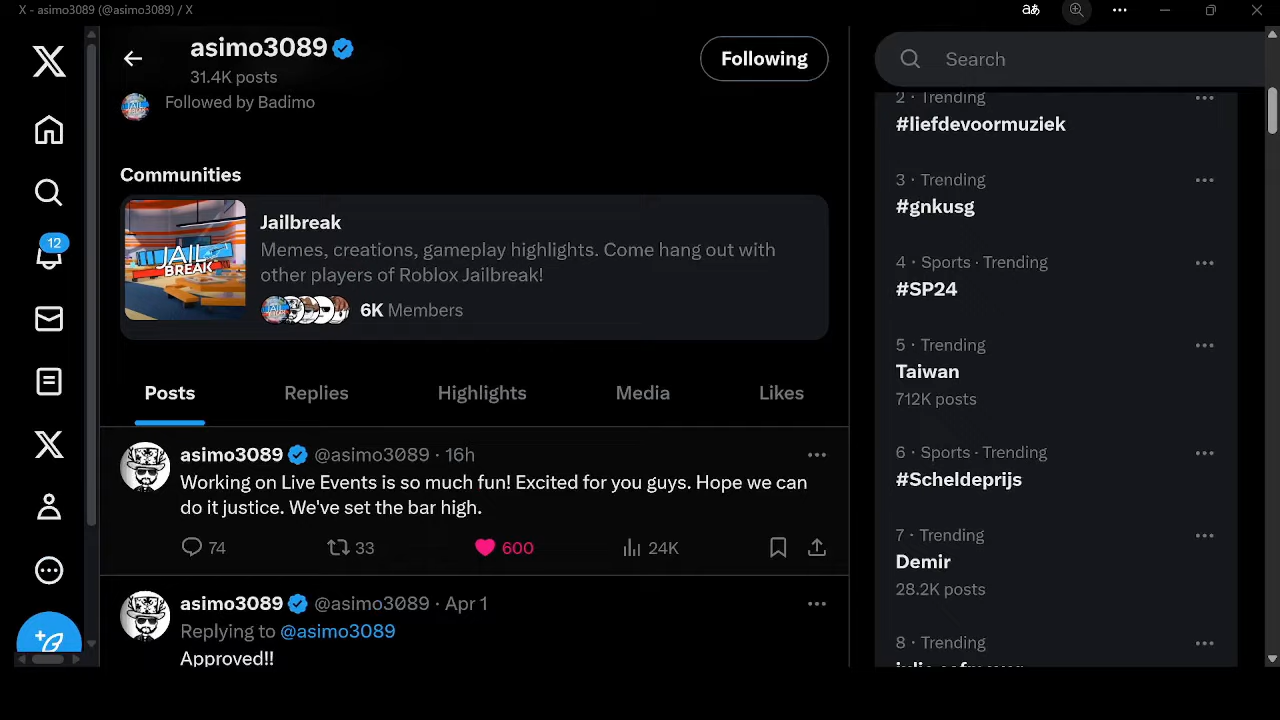 X - asimo3089 (@asimo3089) / X
asimo3089
31.4K posts
Following
Search
Followed by Badimo
2 · Trending
#liefdevoormuziek
Communities
JAIL
BREAK
Jailbreak
Memes, creations, gameplay highlights. Come hang out with
other players of Roblox Jailbreak!
6K Members
3 · Trending
#gnkusg
12
4 · Sports · Trending
#SP24
5 · Trending
Taiwan
712K posts
Posts
Replies
Highlights
Media
Likes
asimo3089 @asimo3089 · 16h
Working on Live Events is so much fun! Excited for you guys. Hope we can
do it justice. We've set the bar high.
74
33
600
24K
6 · Sports · Trending
#Scheldeprijs
7 · Trending
Demir
28.2K posts
asimo3089 @asimo3089 · Apr 1
Replying to @asimo3089
Approved!!
8 · Trending